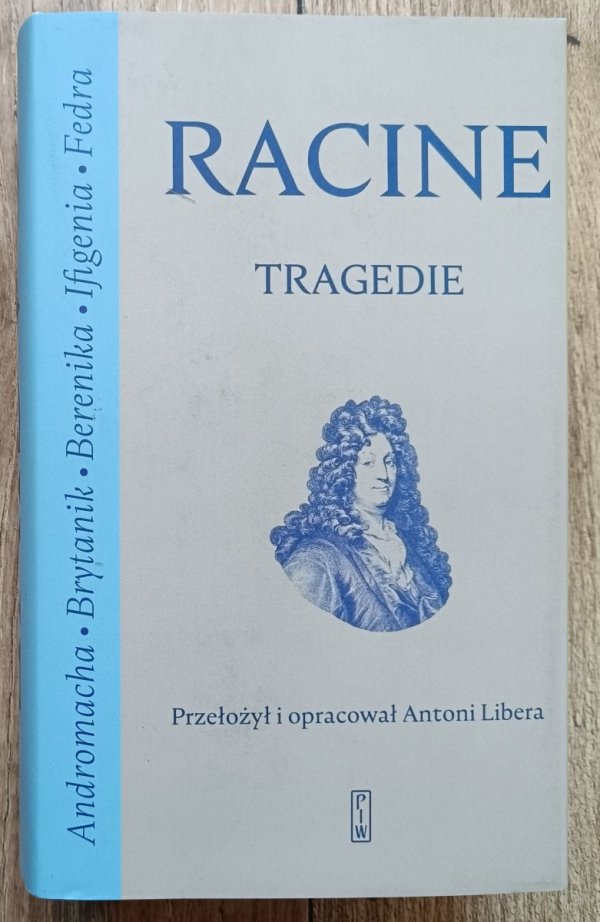 RACINE
TRAGEDIE
Andromacha • Brytanik • Berenika • Ifigenia • Fedra
Przełożył i opracował Antoni Libera
PIW